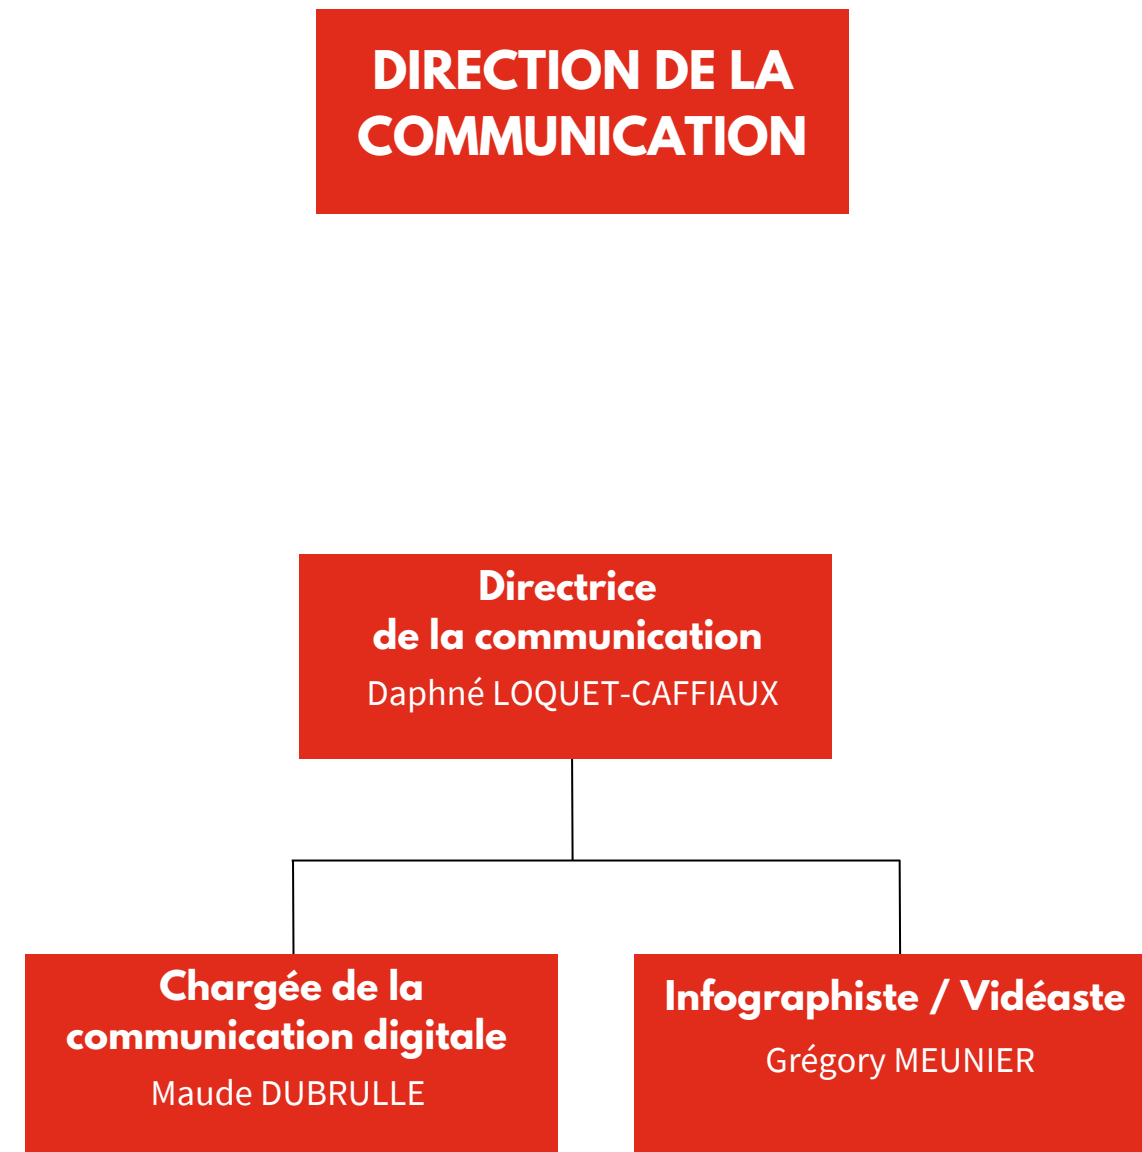 DIRECTION DE LA
COMMUNICATION
Directrice
de la communication
Daphné LOQUET-CAFFIAUX
Chargée de la
communication digitale
Maude DUBRULLE
Infographiste / Vidéaste
Grégory MEUNIER